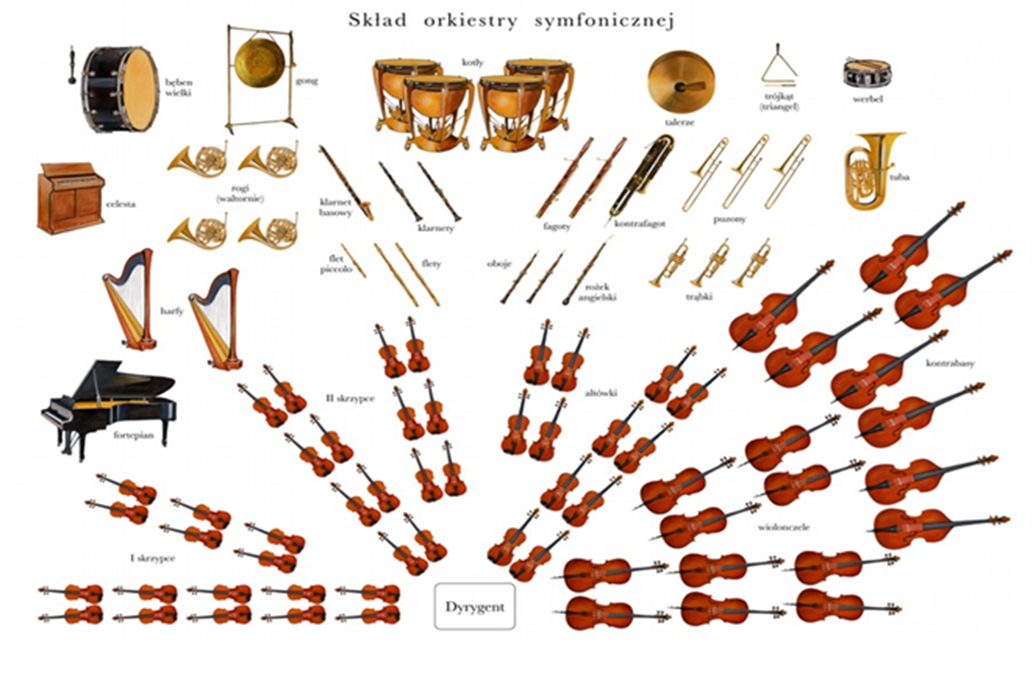 Skład orkiestry symfonicznej
bęben
wielki
gong
kotły
talerze
trójkąt
(triangel)
werbel
celesta
rogi
(waltornie)
klarnet
basowy
klarnety
fagoty
kontrafagot
puzony
tuba
flet
piccolo
flety
oboje
rożek
angielski
trąbki
harfy
fortepian
II skrzypce
altówki
kontrabasy
I skrzypce
wiolonczele
Dyrygent